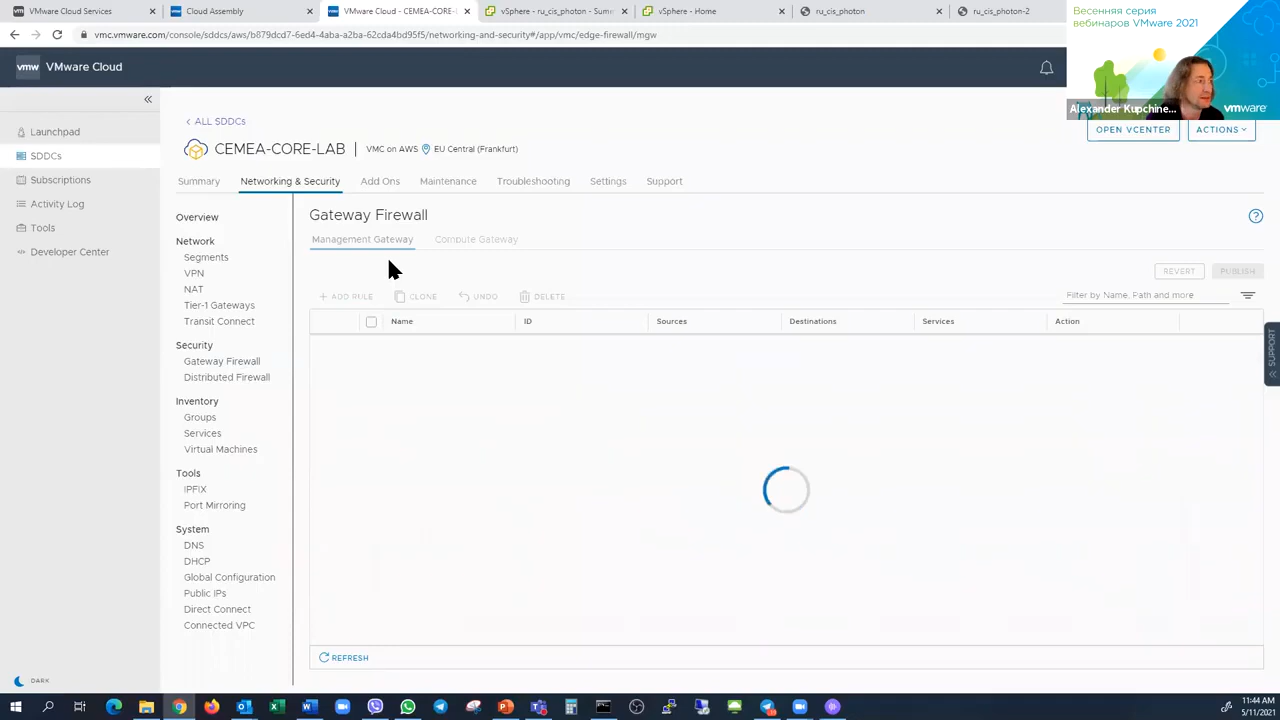 VMware Cloud Services
Cloud Assembly
VMware Cloud - CEMEA-CORE-L
vSphere - ru_cis_photon - Summ
vSphere - Home
ru_cis_photon
ru_cis_photon-2
vmc.vmware.com/console/sddcs/aws/b879dcd7-6ed4-4aba-a2ba-62cda4bd95f5/networking-and-security#/app/vmc/edge-firewall/mgw
Весенняя серия
вебинаров VMware 2021
Alexander Kupchine...
vmware
vmw
VMware Cloud
Launchpad
SDDCs
Subscriptions
Activity Log
Tools
Developer Center
DARK
ALL SDDCs
CEMEA-CORE-LAB
VMC on AWS
EU Central (Frankfurt)
OPEN VCENTER
ACTIONS
Summary
Networking & Security
Add Ons
Maintenance
Troubleshooting
Settings
Support
Overview
Network
Segments
VPN
NAT
Tier-1 Gateways
Transit Connect
Security
Gateway Firewall
Distributed Firewall
Inventory
Groups
Services
Virtual Machines
Tools
IPFIX
Port Mirroring
System
DNS
DHCP
Global Configuration
Public IPs
Direct Connect
Connected VPC
Gateway Firewall
Management Gateway
Compute Gateway
REVERT
PUBLISH
ADD RULE
CLONE
UNDO
DELETE
Filter by Name, Path and more
Name
ID
Sources
Destinations
Services
Action
REFRESH
SUPPORT
11:44 AM
5/11/2021